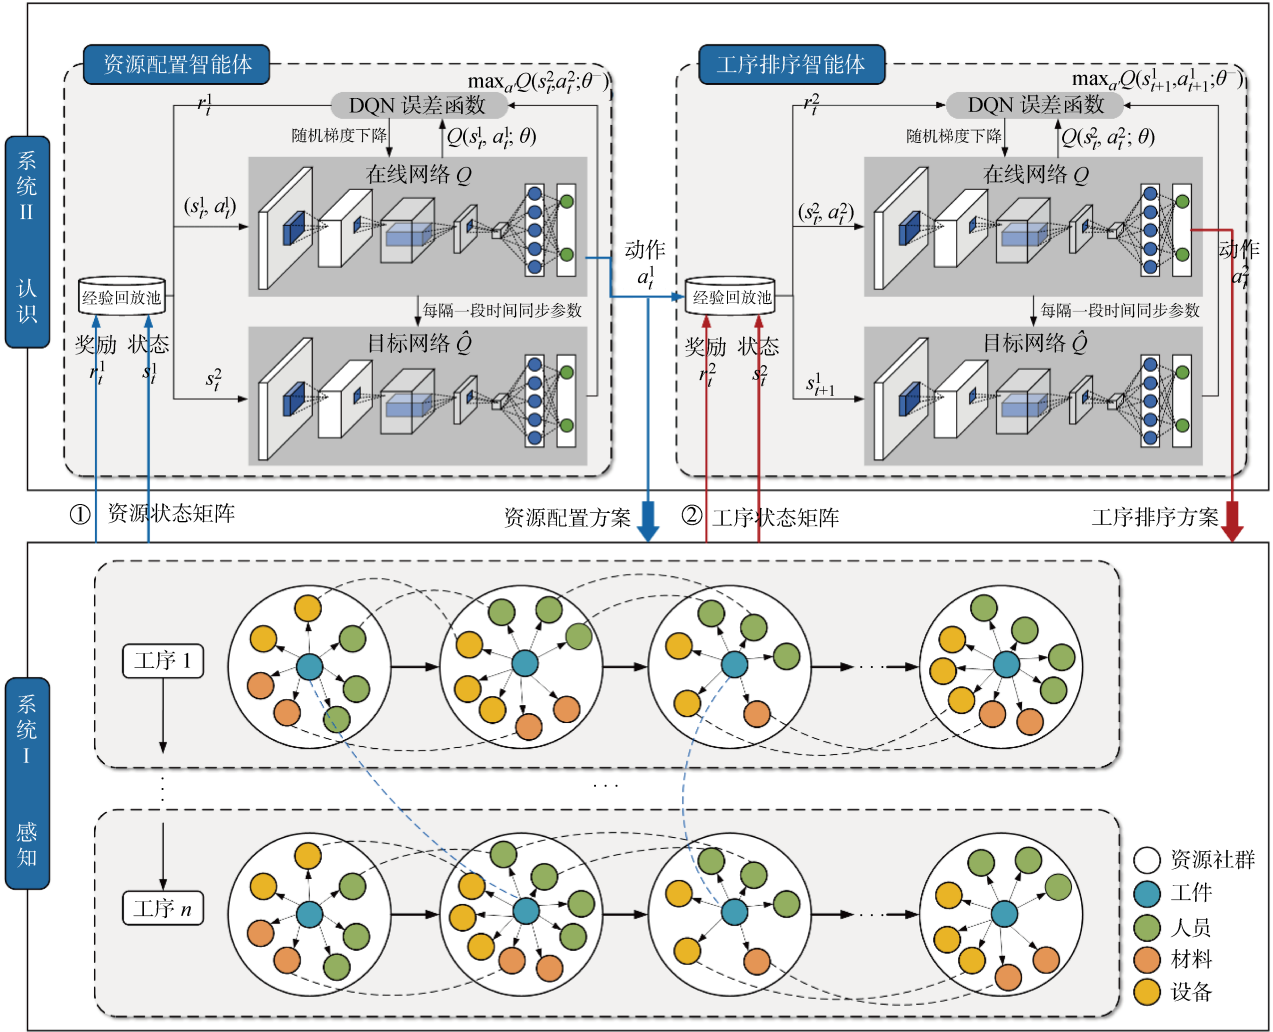 资源配置智能体
max_{a'}Q(s_t^2,a_t^2;θ^−)
r_t^1
DQN 误差函数
随机梯度下降
Q(s_t^1, a_t^1; θ)
在线网络 Q
(s_t^1, a_t^1)
经验回放池
每隔一段时间同步参数
目标网络 Q̂
奖励
r_t^1
状态
s_t^1
s_t^2
动作
a_t^1
工序排序智能体
max_{a'}Q(s_{t+1}^1,a_{t+1}^1;θ^−)
r_t^2
DQN 误差函数
随机梯度下降
Q(s_t^2, a_t^2; θ)
在线网络 Q
(s_t^2, a_t^2)
经验回放池
每隔一段时间同步参数
目标网络 Q̂
奖励
r_t^2
状态
s_t^2
s_{t+1}^1
动作
a_t^2
系统 II 认识
① 资源状态矩阵
资源配置方案
② 工序状态矩阵
工序排序方案
系统 I 感知
工序 1
···
⋮
···
工序 n
···
资源社群
工件
人员
材料
设备